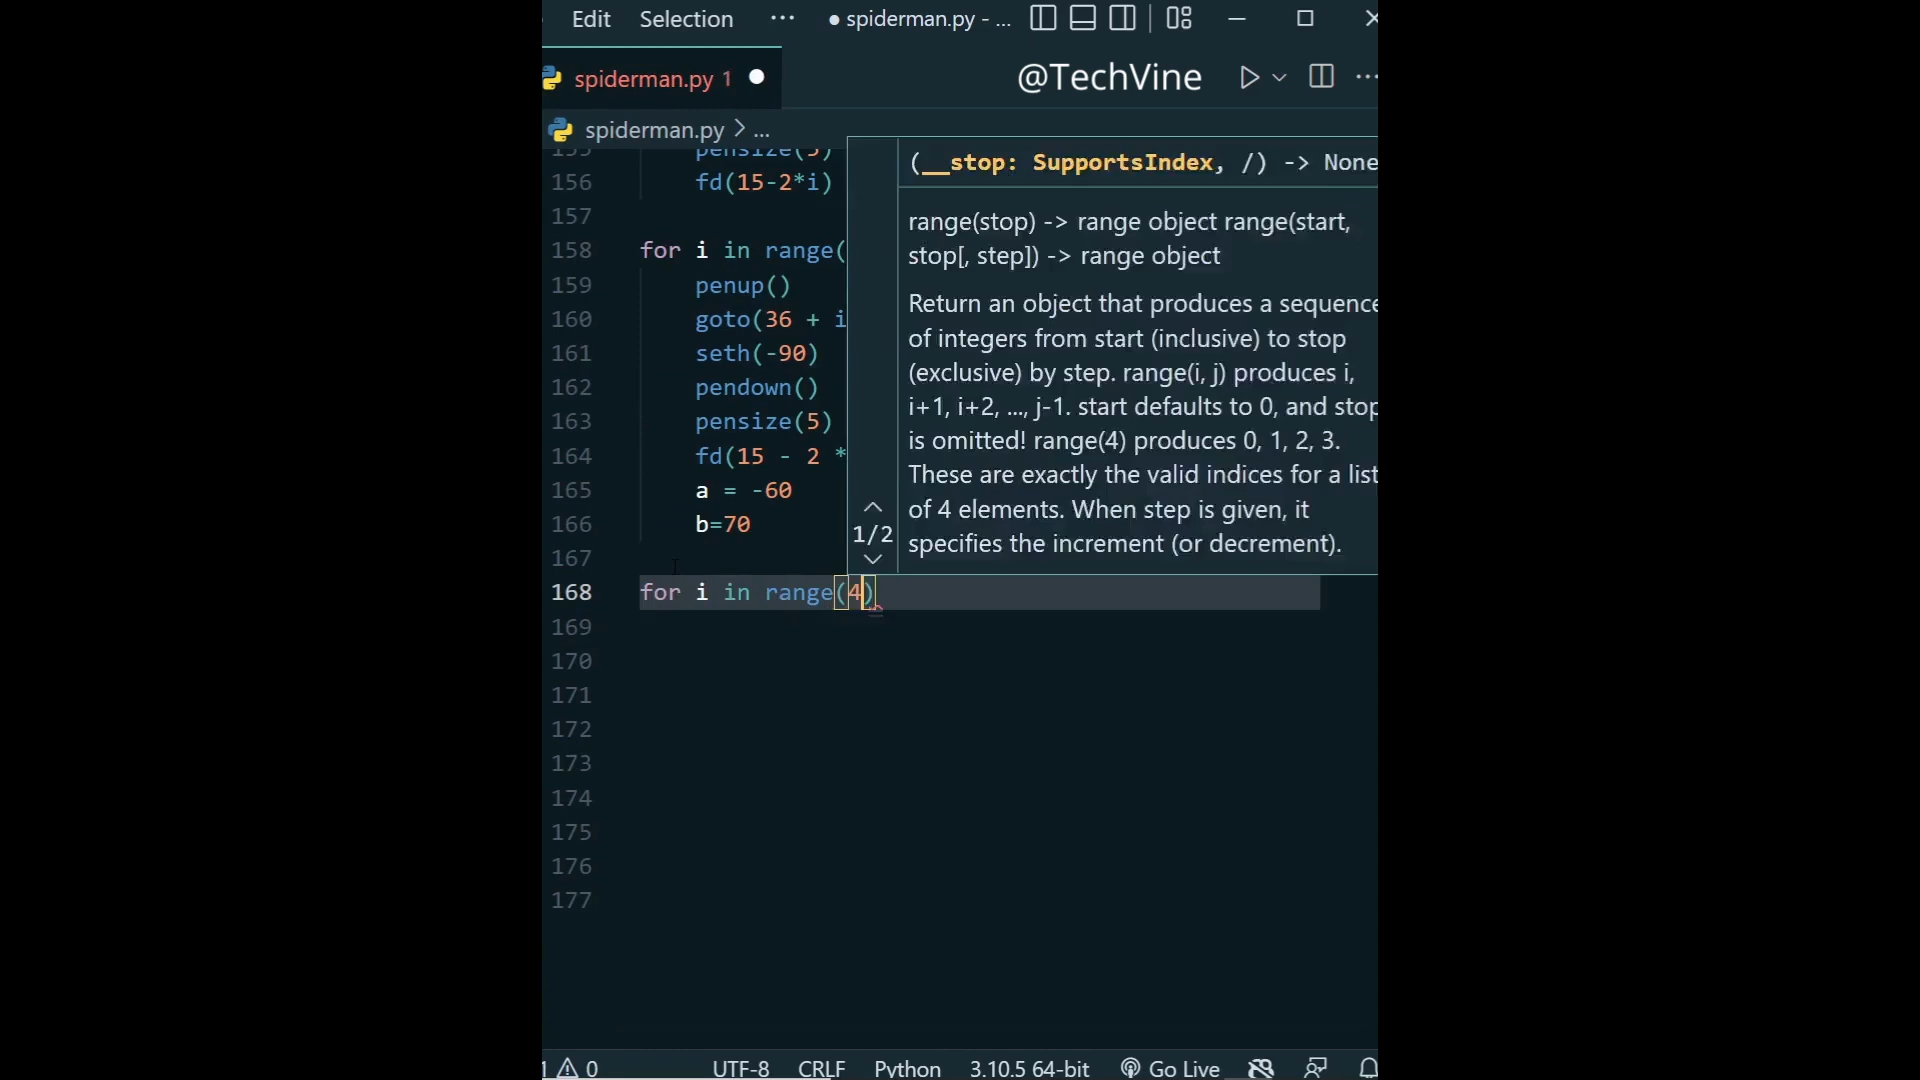 Edit Selection ··· ● spiderman.py - ...
spiderman.py 1 ●
@TechVine
spiderman.py > ...
155 pensize(5)
156 fd(15-2*i)
157
158 for i in range(
159 penup()
160 goto(36 + i
161 seth(-90)
162 pendown()
163 pensize(5)
164 fd(15 - 2 *
165 a = -60
166 b=70
167
168 for i in range(4)
169
170
171
172
173
174
175
176
177
(__stop: SupportsIndex, /) -> None
range(stop) -> range object range(start,
stop[, step]) -> range object
Return an object that produces a sequence
of integers from start (inclusive) to stop
(exclusive) by step. range(i, j) produces i,
i+1, i+2, ..., j-1. start defaults to 0, and stop
is omitted! range(4) produces 0, 1, 2, 3.
These are exactly the valid indices for a list
of 4 elements. When step is given, it
specifies the increment (or decrement).
1/2
1 0 UTF-8 CRLF Python 3.10.5 64-bit Go Live